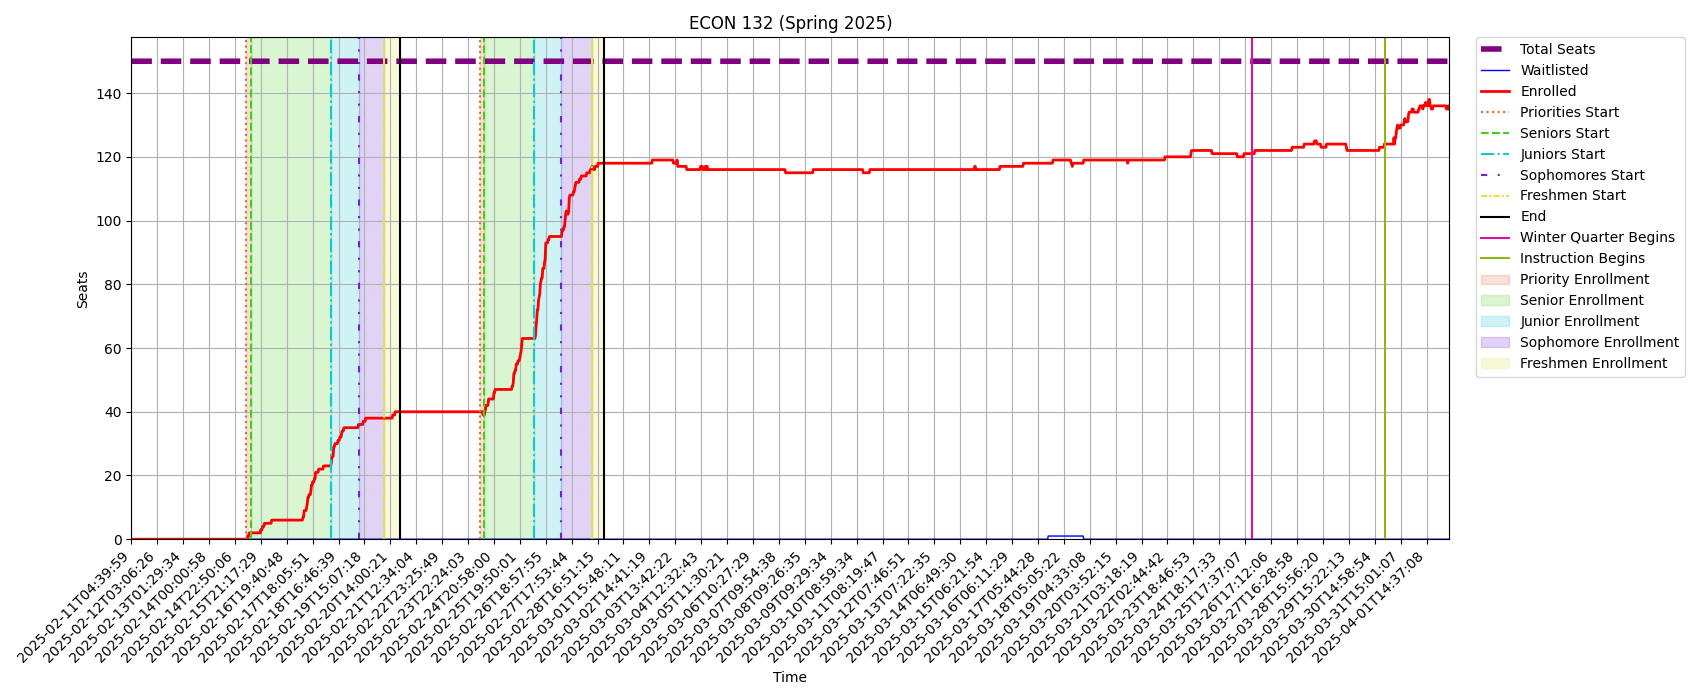 ECON 132 (Spring 2025)
Seats
140
120
100
80
60
40
20
0
2025-02-11T04:39:59
2025-02-12T03:06:26
2025-02-13T01:29:34
2025-02-14T00:00:58
2025-02-14T22:50:06
2025-02-15T21:17:29
2025-02-16T19:40:48
2025-02-17T18:05:51
2025-02-18T16:46:39
2025-02-19T15:07:18
2025-02-20T14:00:21
2025-02-21T12:34:04
2025-02-22T23:25:49
2025-02-23T22:24:03
2025-02-24T20:58:00
2025-02-25T19:50:01
2025-02-26T18:57:55
2025-02-27T17:53:44
2025-02-28T16:51:15
2025-03-01T15:48:11
2025-03-02T14:41:19
2025-03-03T13:42:22
2025-03-04T12:32:43
2025-03-05T11:30:21
2025-03-06T10:27:29
2025-03-07T09:54:38
2025-03-08T09:26:35
2025-03-09T09:29:34
2025-03-10T08:59:34
2025-03-11T08:19:47
2025-03-12T07:46:51
2025-03-13T07:22:35
2025-03-14T06:49:30
2025-03-15T06:21:54
2025-03-16T06:11:29
2025-03-17T05:44:28
2025-03-18T05:05:22
2025-03-19T04:33:08
2025-03-20T03:52:15
2025-03-21T03:18:19
2025-03-22T02:44:42
2025-03-23T18:46:53
2025-03-24T18:17:33
2025-03-25T17:37:07
2025-03-26T17:12:06
2025-03-27T16:28:58
2025-03-28T15:56:20
2025-03-29T15:22:13
2025-03-30T14:58:54
2025-03-31T15:01:07
2025-04-01T14:37:08
Time
Total Seats
Waitlisted
Enrolled
Priorities Start
Seniors Start
Juniors Start
Sophomores Start
Freshmen Start
End
Winter Quarter Begins
Instruction Begins
Priority Enrollment
Senior Enrollment
Junior Enrollment
Sophomore Enrollment
Freshmen Enrollment